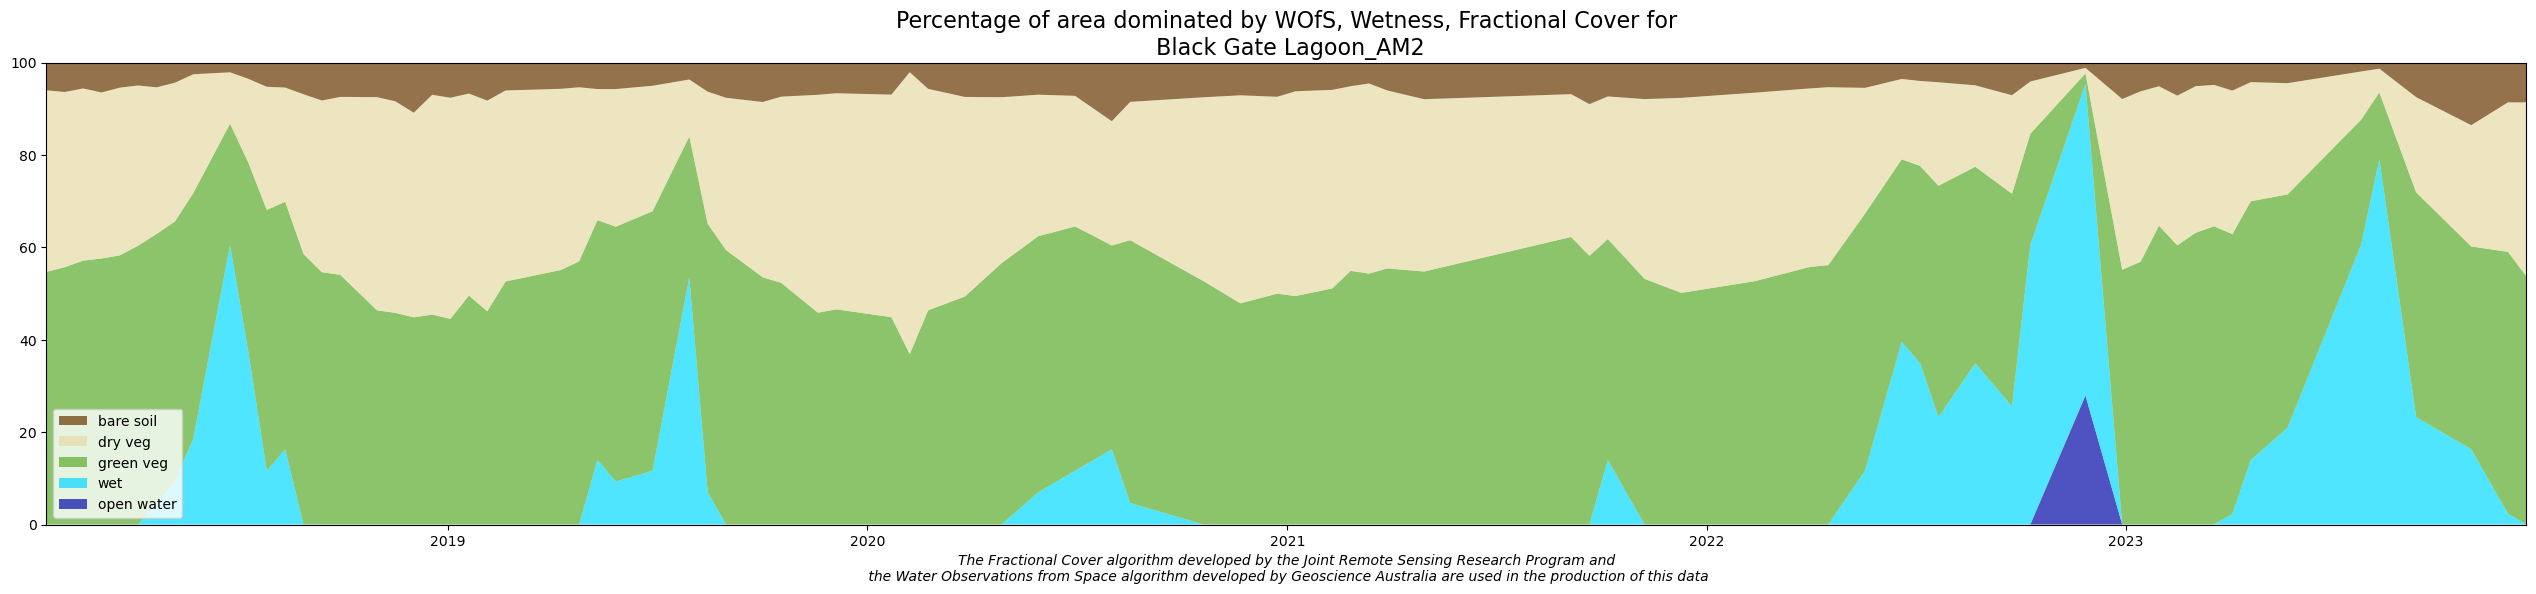 Percentage of area dominated by WOfS, Wetness, Fractional Cover for
Black Gate Lagoon_AM2
100
80
60
40
20
0
bare soil
dry veg
green veg
wet
open water
2019 2020 2021 2022 2023
The Fractional Cover algorithm developed by the Joint Remote Sensing Research Program and
the Water Observations from Space algorithm developed by Geoscience Australia are used in the production of this data